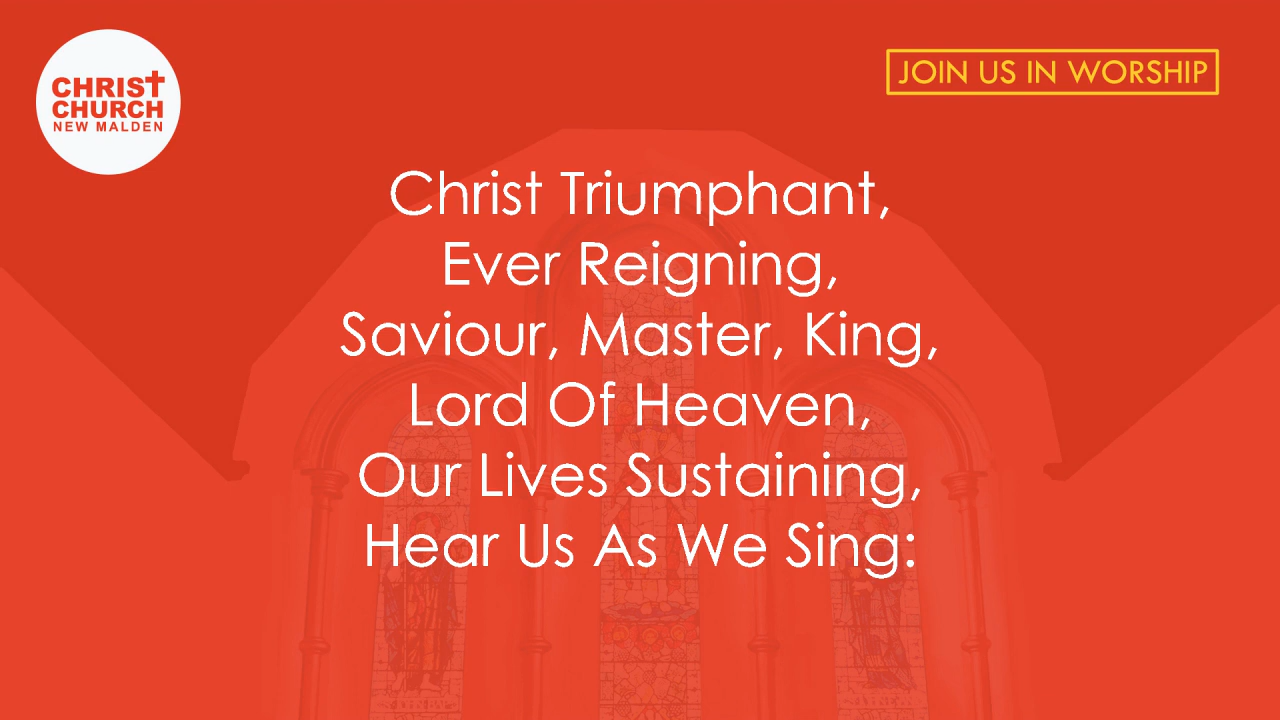 CHRIST
CHURCH
NEW MALDEN
JOIN US IN WORSHIP
Christ Triumphant,
Ever Reigning,
Saviour, Master, King,
Lord Of Heaven,
Our Lives Sustaining,
Hear Us As We Sing: